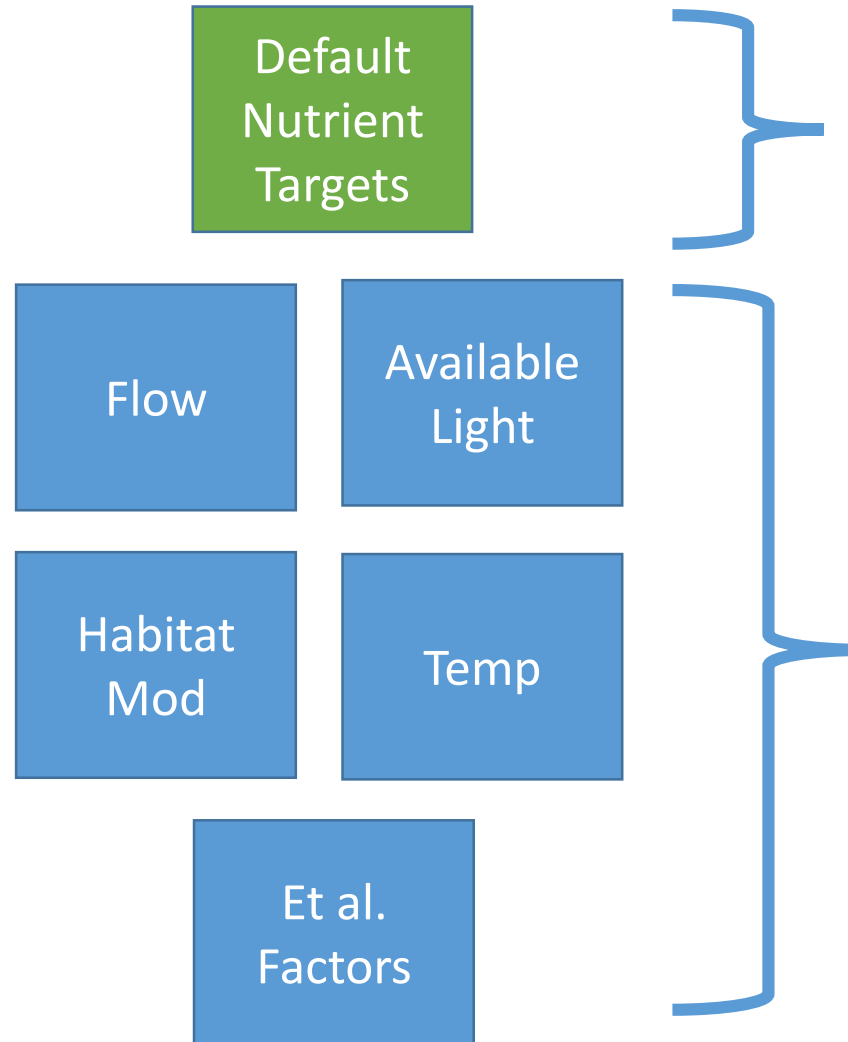 Default
Nutrient
Targets
Flow
Available
Light
Habitat
Mod
Temp
Et al.
Factors